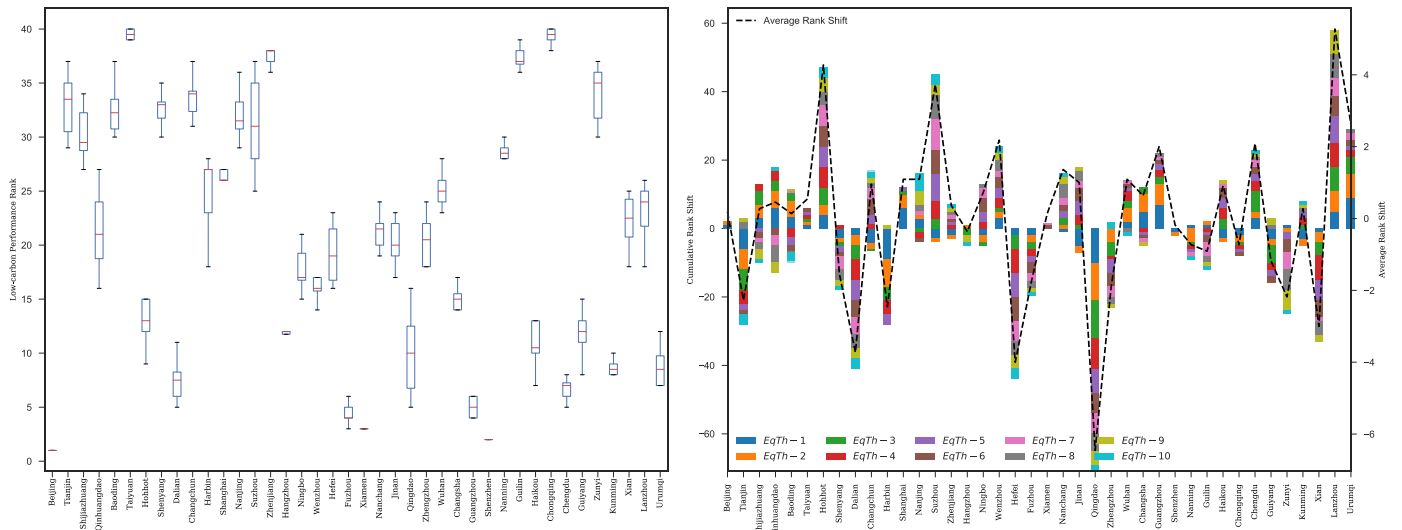 40
35
30
25
20
15
10
5
0
Low-carbon Performance Rank
Beijing
Tianjin
Shijiazhuang
Qinhuangdao
Baoding
Taiyuan
Hohhot
Shenyang
Dalian
Changchun
Harbin
Shanghai
Nanjing
Suzhou
Zhenjiang
Hangzhou
Ningbo
Wenzhou
Hefei
Fuzhou
Xiamen
Nanchang
Jinan
Qingdao
Zhengzhou
Wuhan
Changsha
Guangzhou
Shenzhen
Nanning
Guilin
Haikou
Chongqing
Chengdu
Guiyang
Zunyi
Kunming
Xian
Lanzhou
Urumqi
Average Rank Shift
60
40
20
0
−20
−40
−60
Cumulative Rank Shift
4
2
0
−2
−4
−6
Average Rank Shift
EqTh − 1
EqTh − 3
EqTh − 5
EqTh − 7
EqTh − 9
EqTh − 2
EqTh − 4
EqTh − 6
EqTh − 8
EqTh − 10
Beijing
Tianjin
hijiazhuang
inhuangdao
Baoding
Taiyuan
Hohhot
Shenyang
Dalian
Changchun
Harbin
Shanghai
Nanjing
Suzhou
Zhenjiang
Hangzhou
Ningbo
Wenzhou
Hefei
Fuzhou
Xiamen
Nanchang
Jinan
Qingdao
Zhengzhou
Wuhan
Changsha
Guangzhou
Shenzhen
Nanning
Guilin
Haikou
Chongqing
Chengdu
Guiyang
Zunyi
Kunming
Xian
Lanzhou
Urumqi